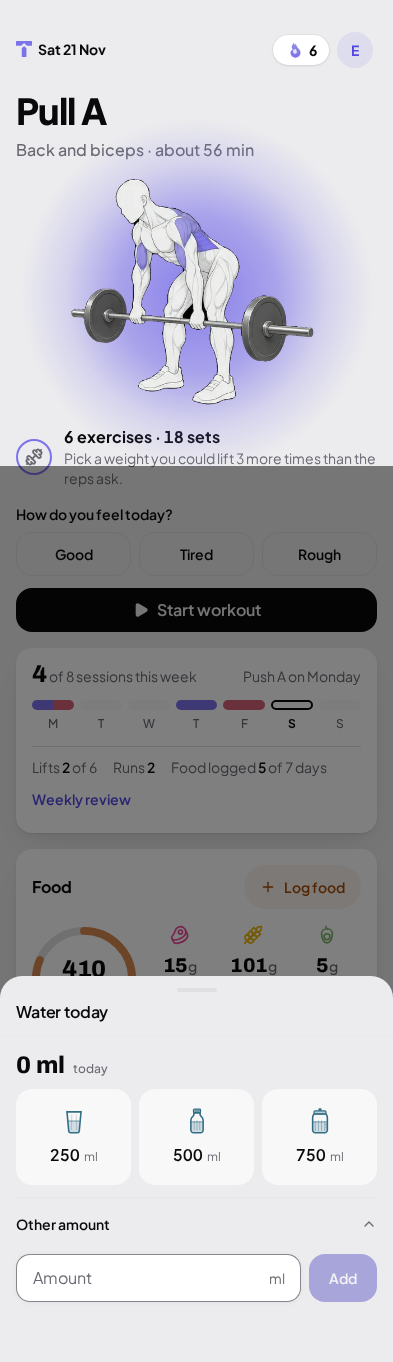 Sat 21 Nov
6
E
Pull A
Back and biceps · about 56 min
6 exercises · 18 sets
Pick a weight you could lift 3 more times than the
reps ask.
How do you feel today?
Good
Tired
Rough
Start workout
4 of 8 sessions this week
Push A on Monday
M T W T F S S
Lifts 2 of 6 Runs 2 Food logged 5 of 7 days
Weekly review
Food
Log food
410
15g
101g
5g
Water today
0 ml today
250 ml
500 ml
750 ml
Other amount
Amount
ml
Add